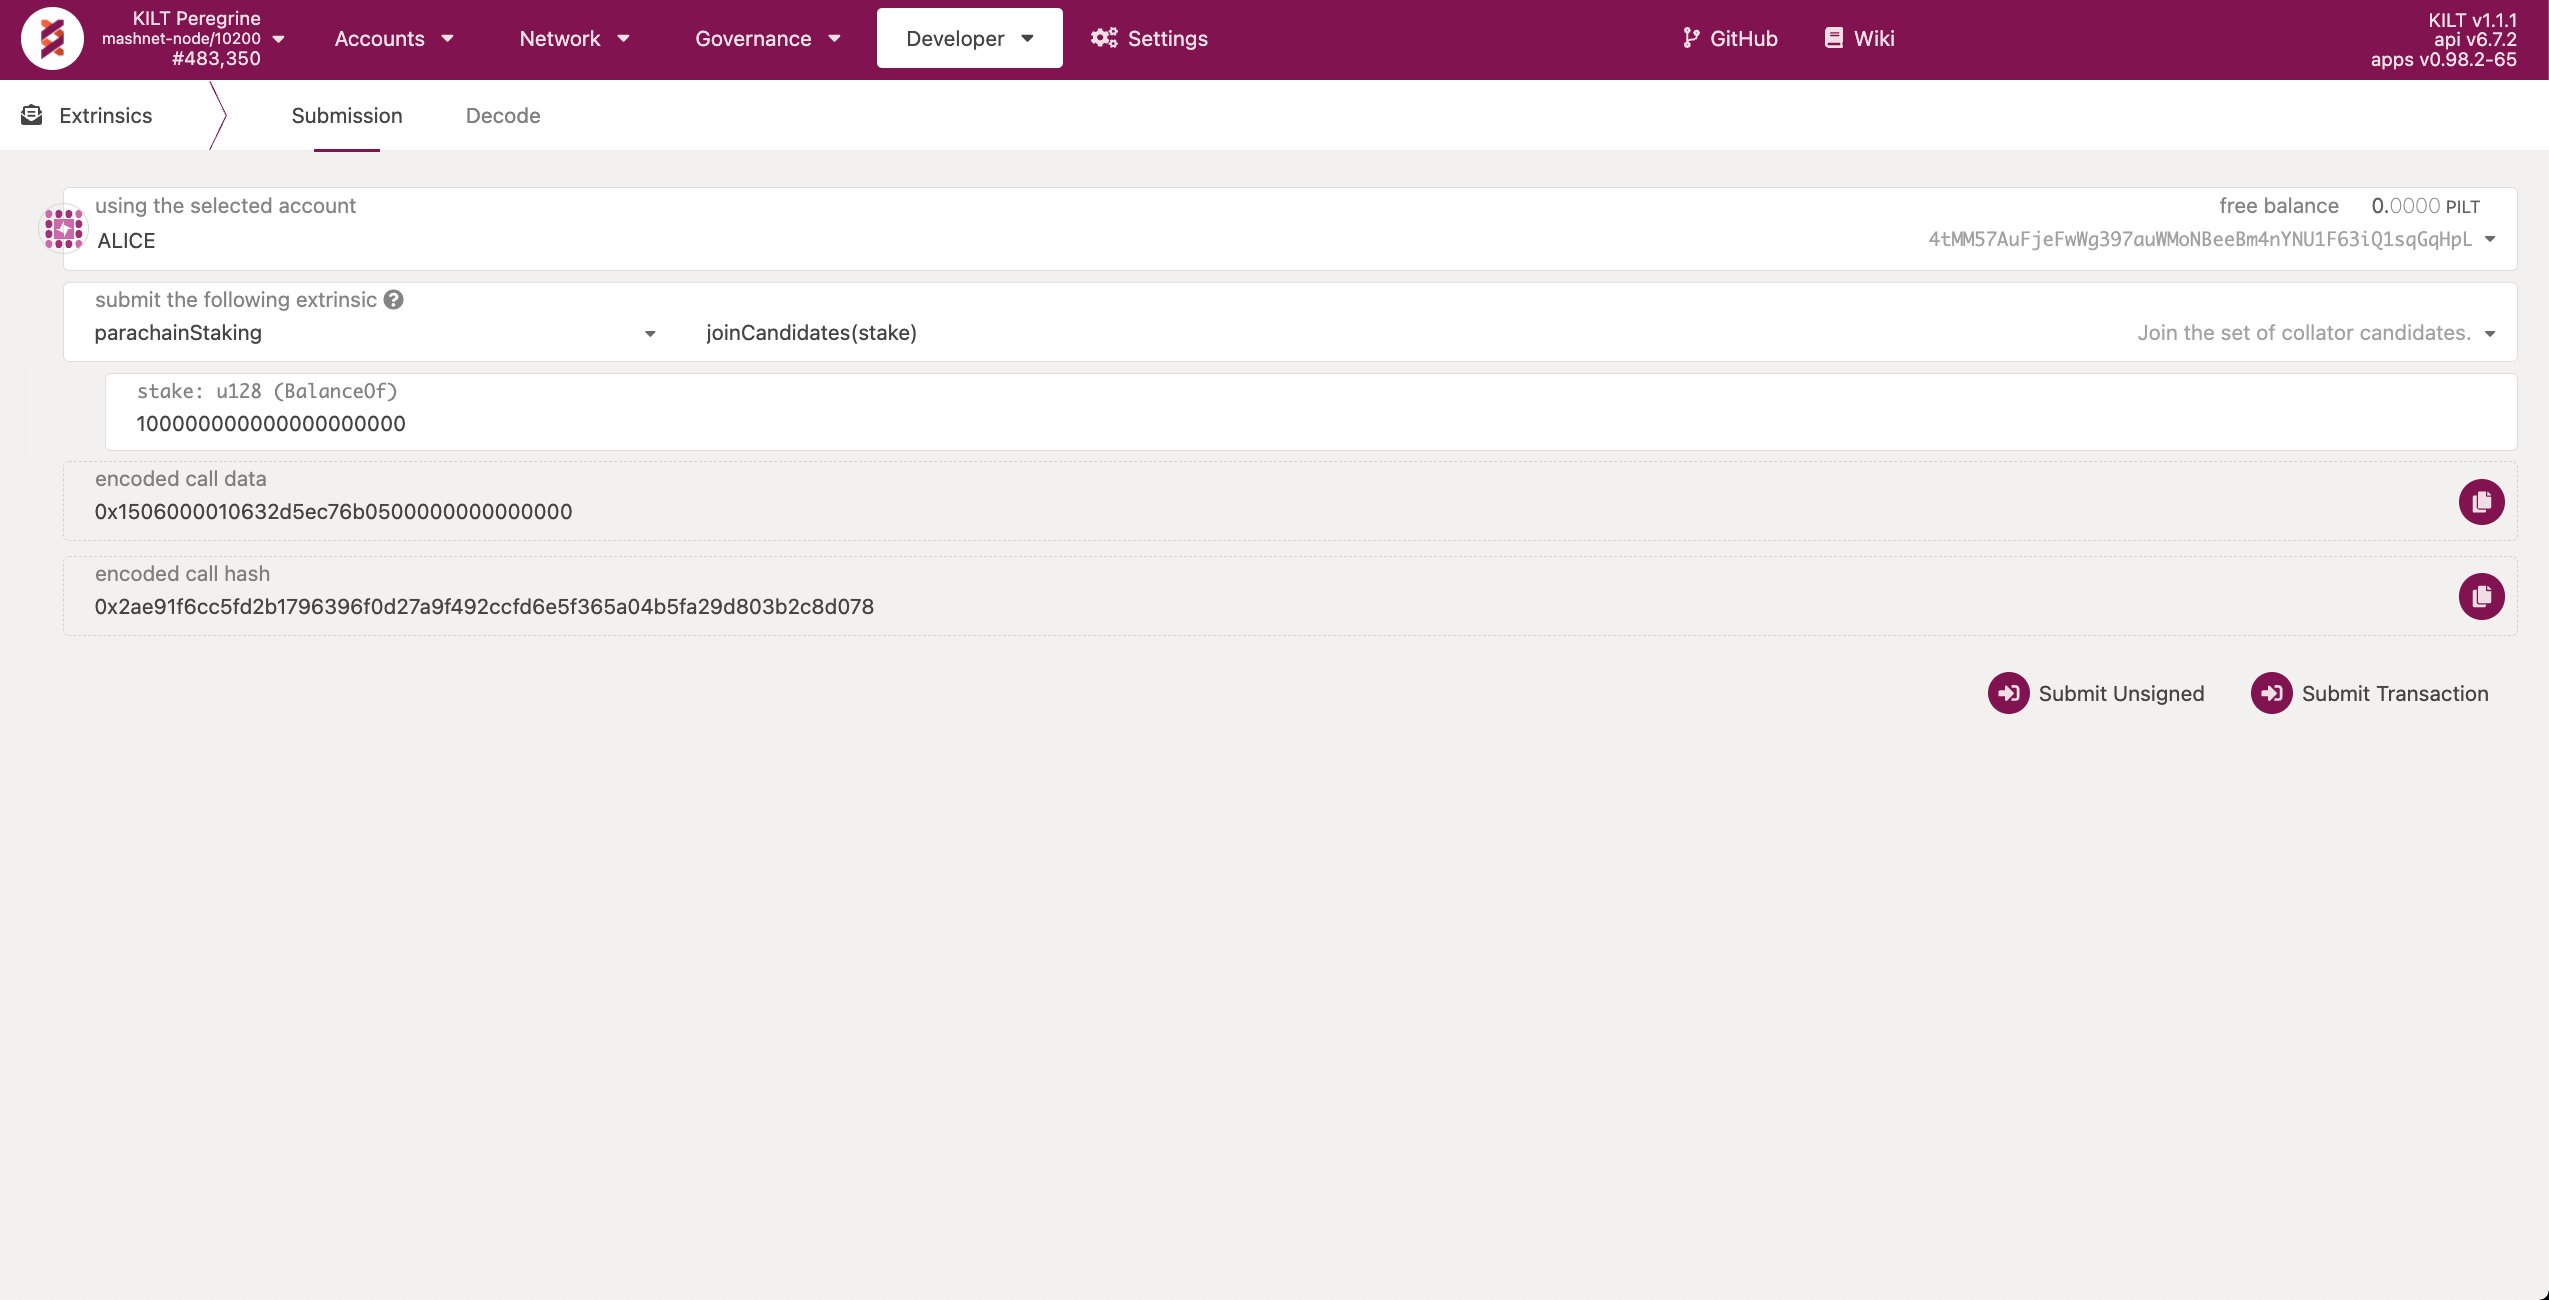 KILT Peregrine
mashnet-node/10200
#483,350
Accounts
Network
Governance
Developer
Settings
GitHub
Wiki
KILT v1.1.1
api v6.7.2
apps v0.98.2-65
Extrinsics
Submission
Decode
using the selected account
ALICE
free balance 0.0000 PILT
4tMM57AuFjeFwWg397auWMoNBeeBm4nYNU1F63iQ1sqGqHpL
submit the following extrinsic
parachainStaking
joinCandidates(stake)
Join the set of collator candidates.
stake: u128 (BalanceOf)
100000000000000000000
encoded call data
0x1506000010632d5ec76b0500000000000000
encoded call hash
0x2ae91f6cc5fd2b1796396f0d27a9f492ccfd6e5f365a04b5fa29d803b2c8d078
Submit Unsigned
Submit Transaction